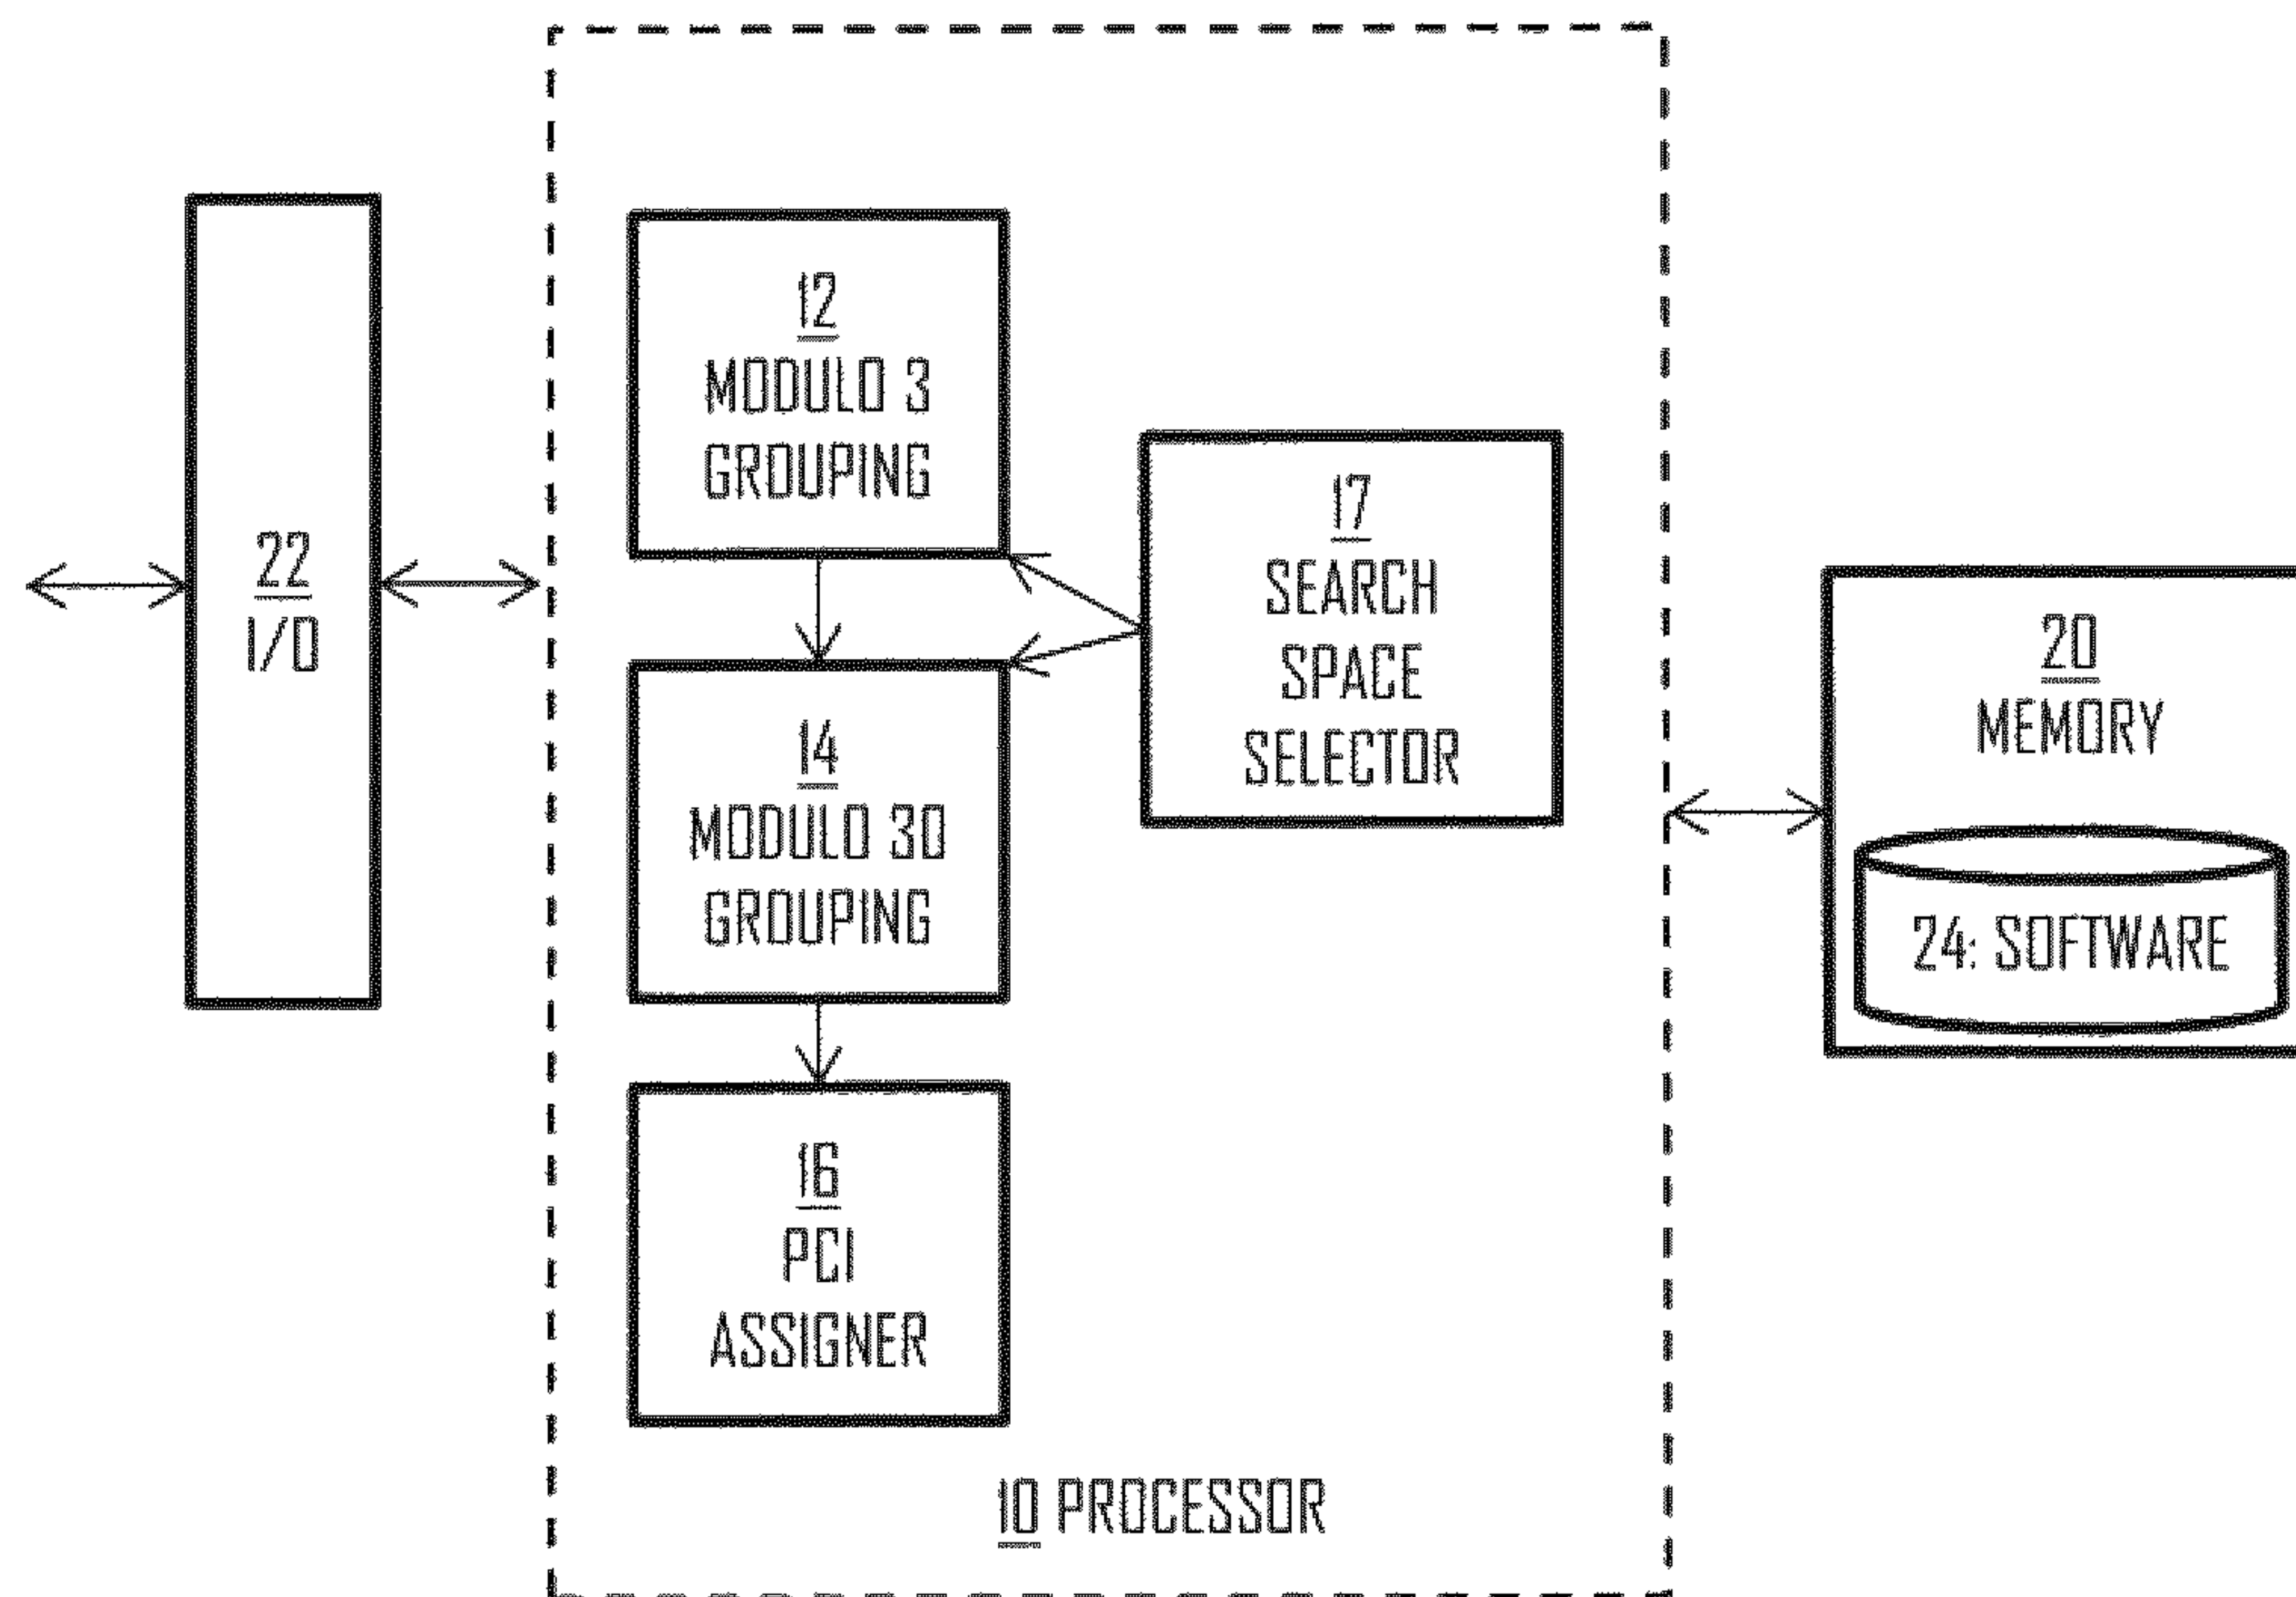 22
I/O
12
MODULO 3
GROUPING
14
MODULO 30
GROUPING
16
PCI
ASSIGNER
17
SEARCH
SPACE
SELECTOR
10 PROCESSOR
20
MEMORY
24: SOFTWARE